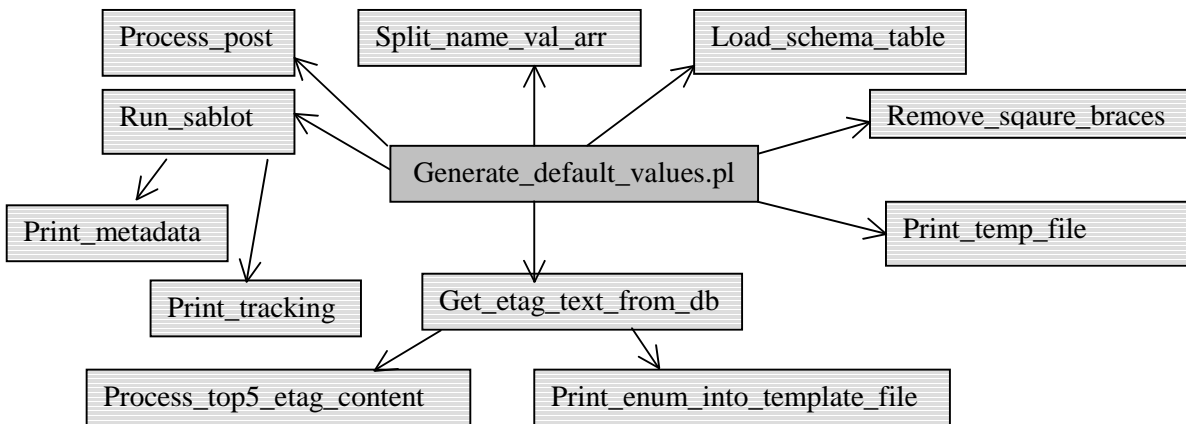 Process_post
Split_name_val_arr
Load_schema_table
Run_sablot
Remove_sqaure_braces
Generate_default_values.pl
Print_metadata
Print_temp_file
Print_tracking
Get_etag_text_from_db
Process_top5_etag_content
Print_enum_into_template_file